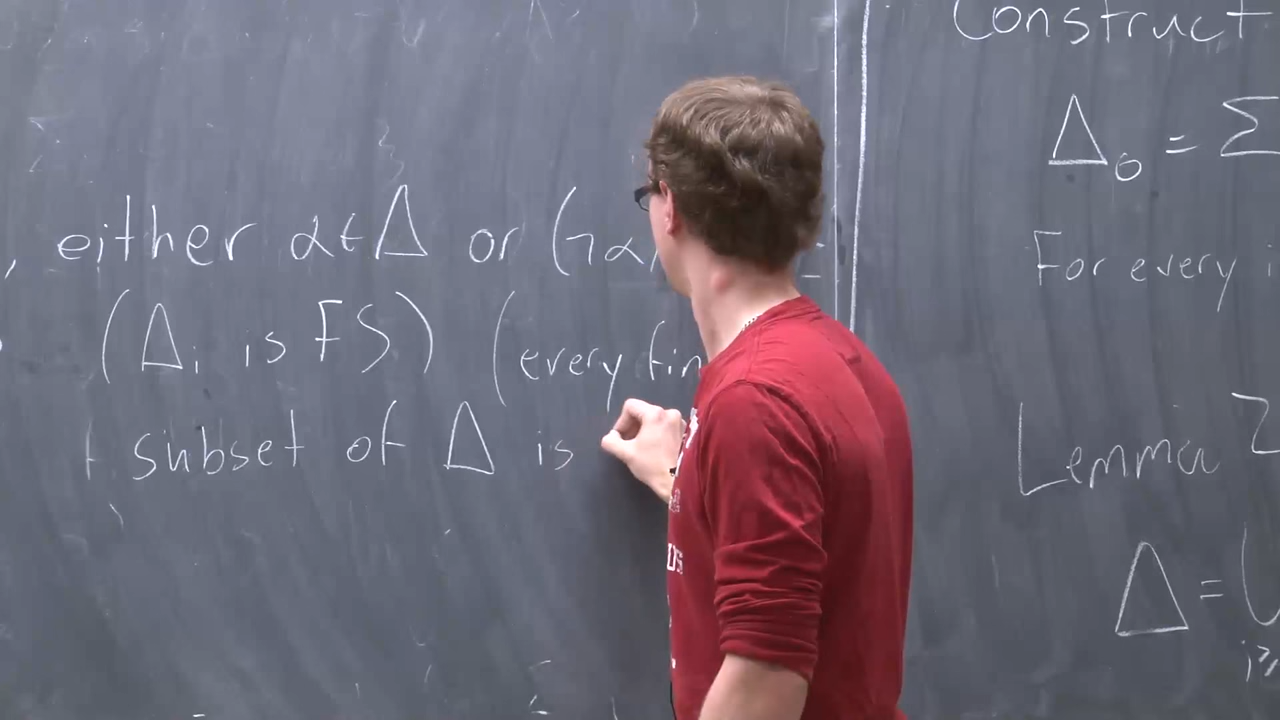 , either α∈Δ or (¬α
(Δᵢ is FS) (every fin
subset of Δ is
Construct
Δ₀ = Σ
For every i
Lemma 2
Δ = ∪
i≥